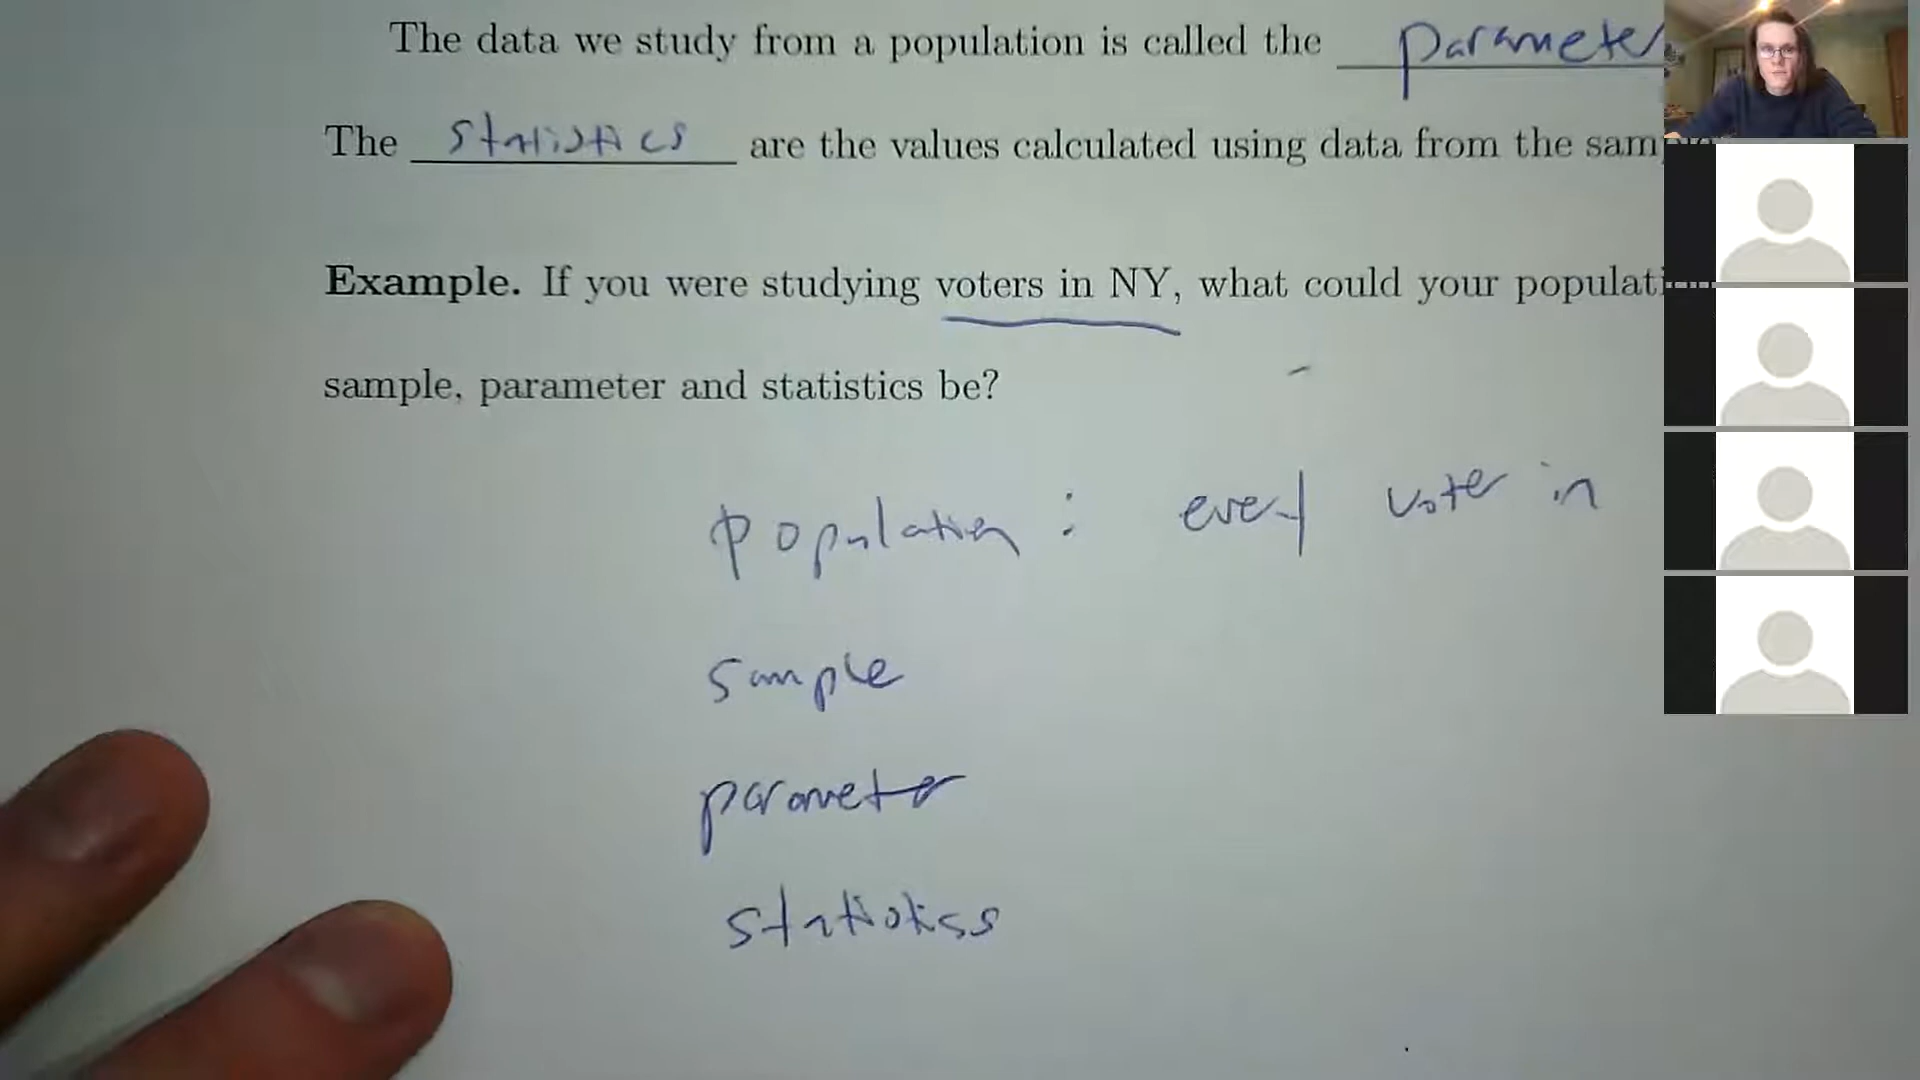 The data we study from a population is called the parameter
The statistics are the values calculated using data from the sam
Example. If you were studying voters in NY, what could your populati
sample, parameter and statistics be?
population : every voter in
sample
parameter
statistics